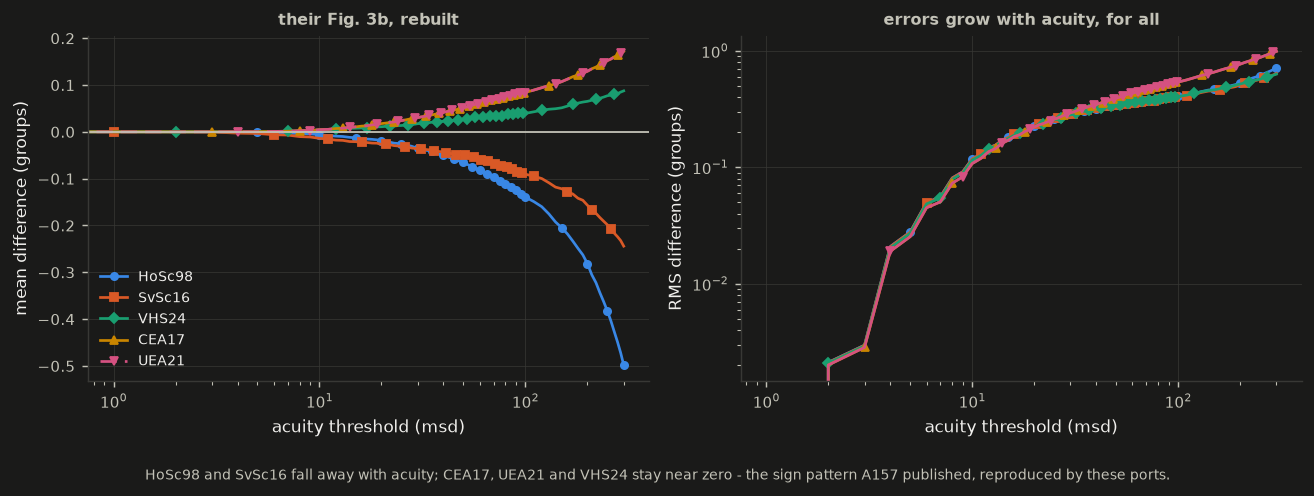 their Fig. 3b, rebuilt
mean difference (groups)
0.2
0.1
0.0
−0.1
−0.2
−0.3
−0.4
−0.5
HoSc98
SvSc16
VHS24
CEA17
UEA21
10⁰
10¹
10²
acuity threshold (msd)
errors grow with acuity, for all
RMS difference (groups)
10⁰
10⁻¹
10⁻²
10⁰
10¹
10²
acuity threshold (msd)
HoSc98 and SvSc16 fall away with acuity; CEA17, UEA21 and VHS24 stay near zero - the sign pattern A157 published, reproduced by these ports.